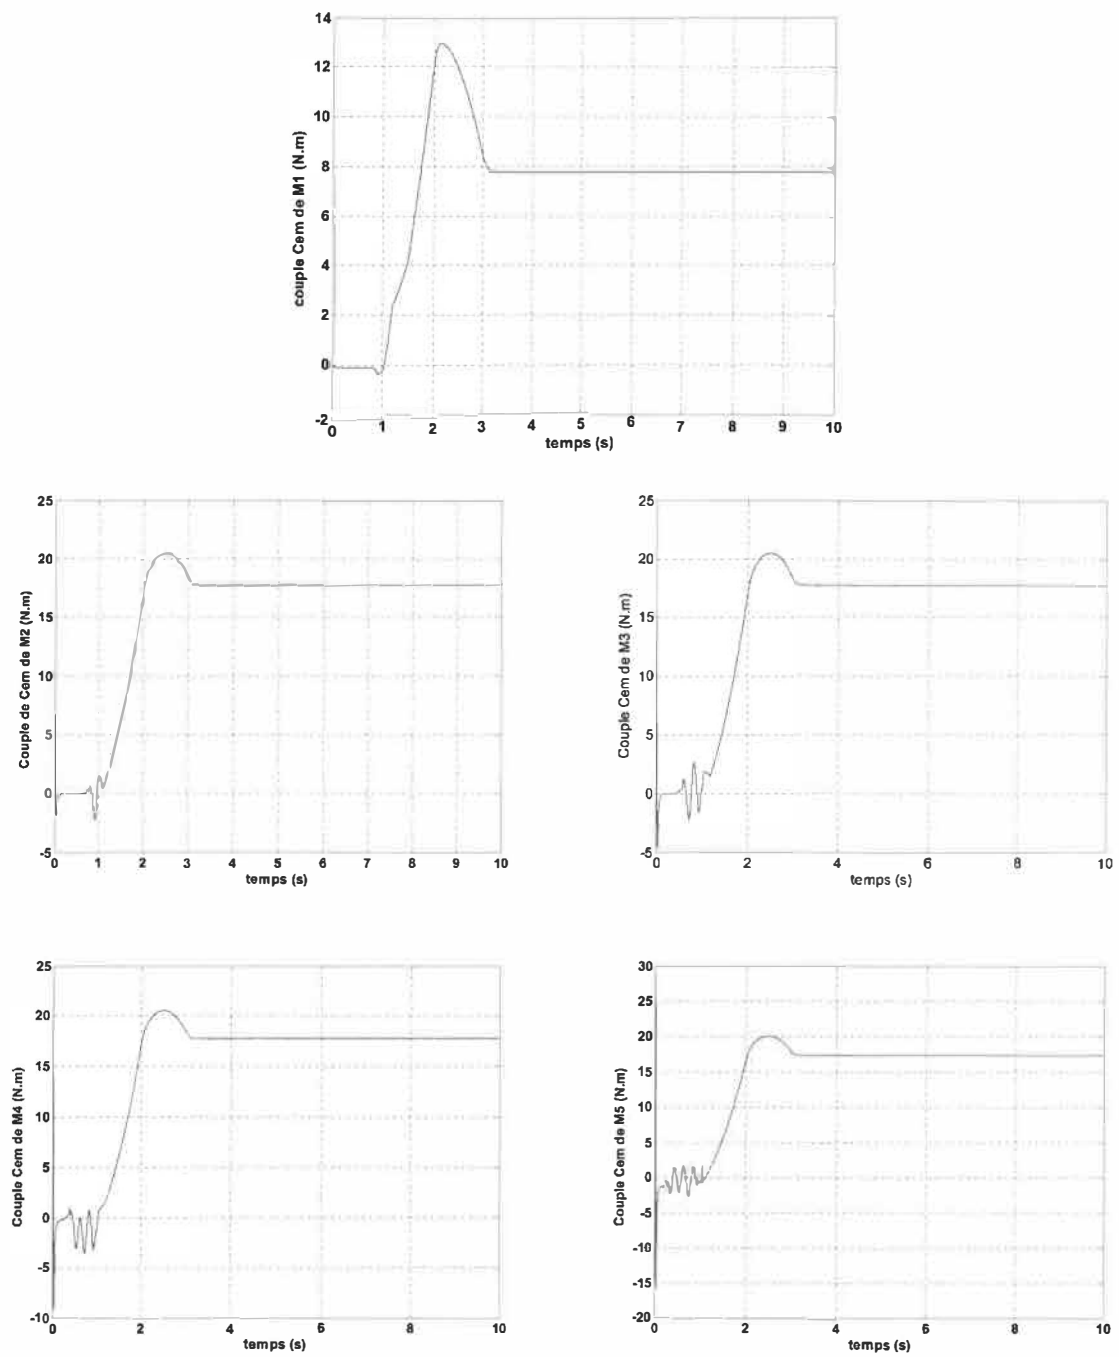 14
12
10
8
6
4
2
0
-2
couple Cem de M1 (N.m)
0 1 2 3 4 5 6 7 8 9 10
temps (s)
25
20
15
10
5
0
-5
Couple de Cem de M2 (N.m)
0 1 2 3 4 5 6 7 8 9 10
temps (s)
25
20
15
10
5
0
-5
Couple Cem de M3 (N.m)
0 2 4 6 8 10
temps (s)
25
20
15
10
5
0
-5
-10
Couple Cem de M4 (N.m)
0 2 4 6 8 10
temps (s)
30
25
20
15
10
5
0
-5
-10
-15
-20
Couple Cem de M5 (N.m)
0 2 4 6 8 10
temps (s)